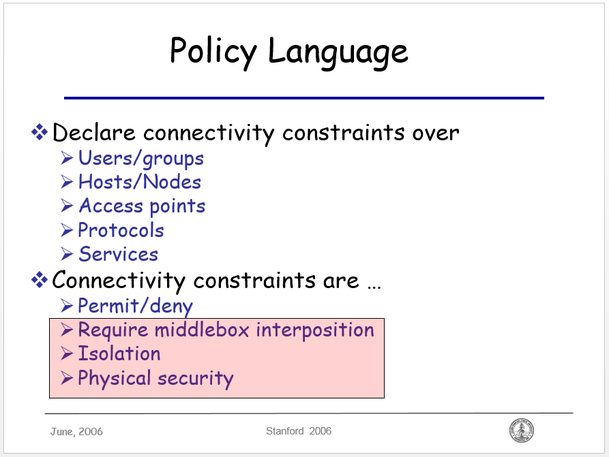 Policy Language
Declare connectivity constraints over
Users/groups
Hosts/Nodes
Access points
Protocols
Services
Connectivity constraints are …
Permit/deny
Require middlebox interposition
Isolation
Physical security
June, 2006
Stanford 2006